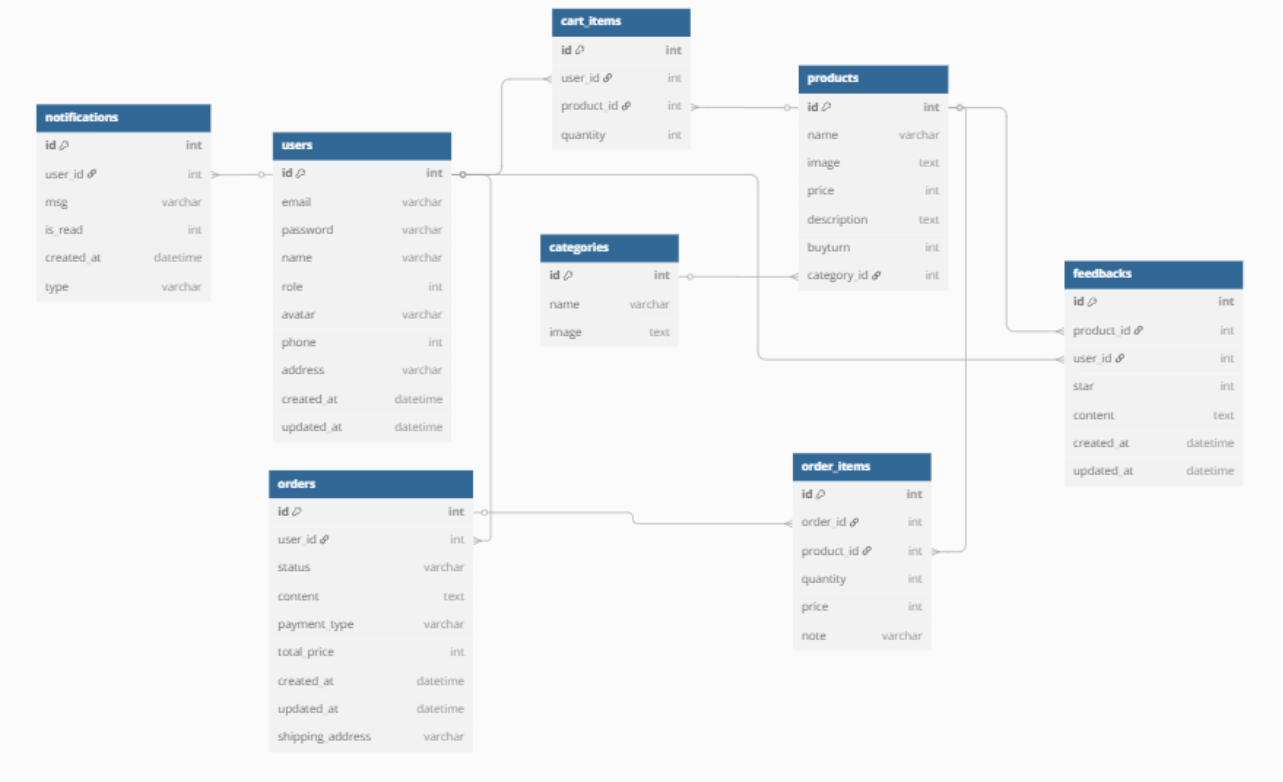 cart_items
id int
user_id int
product_id int
quantity int
products
id int
name varchar
image text
price int
description text
buyturn int
category_id int
notifications
id int
user_id int
msg varchar
is_read int
created_at datetime
type varchar
users
id int
email varchar
password varchar
name varchar
role int
avatar varchar
phone int
address varchar
created_at datetime
updated_at datetime
categories
id int
name varchar
image text
feedbacks
id int
product_id int
user_id int
star int
content text
created_at datetime
updated_at datetime
orders
id int
user_id int
status varchar
content text
payment_type varchar
total_price int
created_at datetime
updated_at datetime
shipping_address varchar
order_items
id int
order_id int
product_id int
quantity int
price int
note varchar